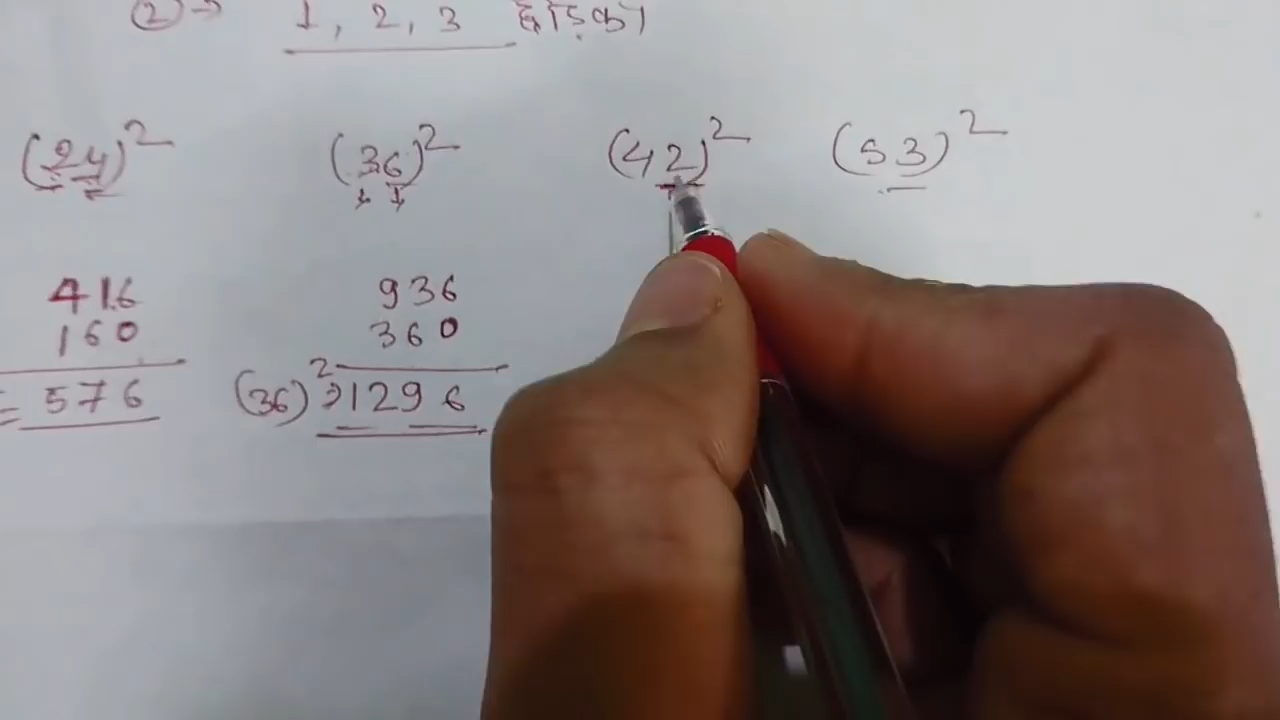 ② → 1, 2, 3
(24)² (36)² (42)² (53)²
416 936
160 360
= 576 (36)² ⇒ 1296